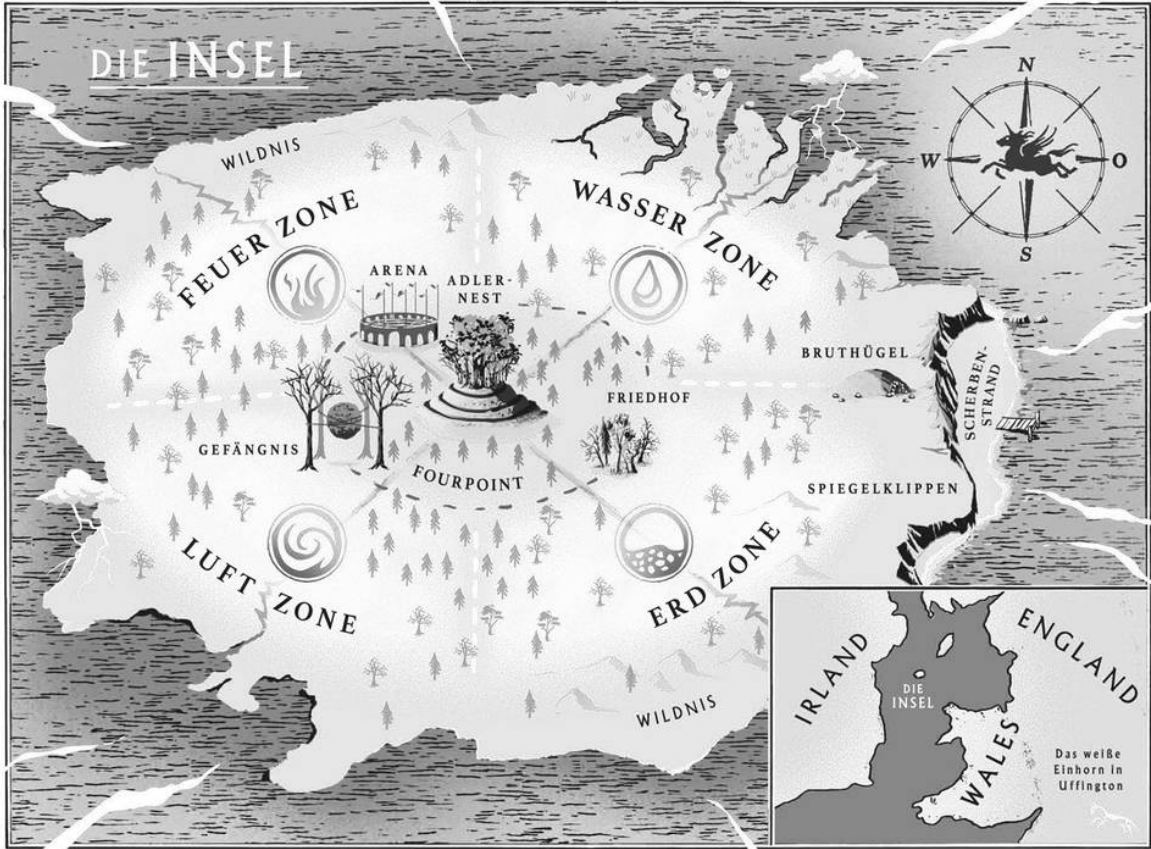 DIE INSEL
N
W
O
S
WILDNIS
FEUER ZONE
WASSER ZONE
ARENA
ADLER-
NEST
BRUTHÜGEL
SCHERBEN-
STRAND
FRIEDHOF
GEFÄNGNIS
FOURPOINT
SPIEGELKLIPPEN
LUFT ZONE
ERD ZONE
WILDNIS
IRLAND
ENGLAND
DIE
INSEL
WALES
Das weiße
Einhorn in
Uffington